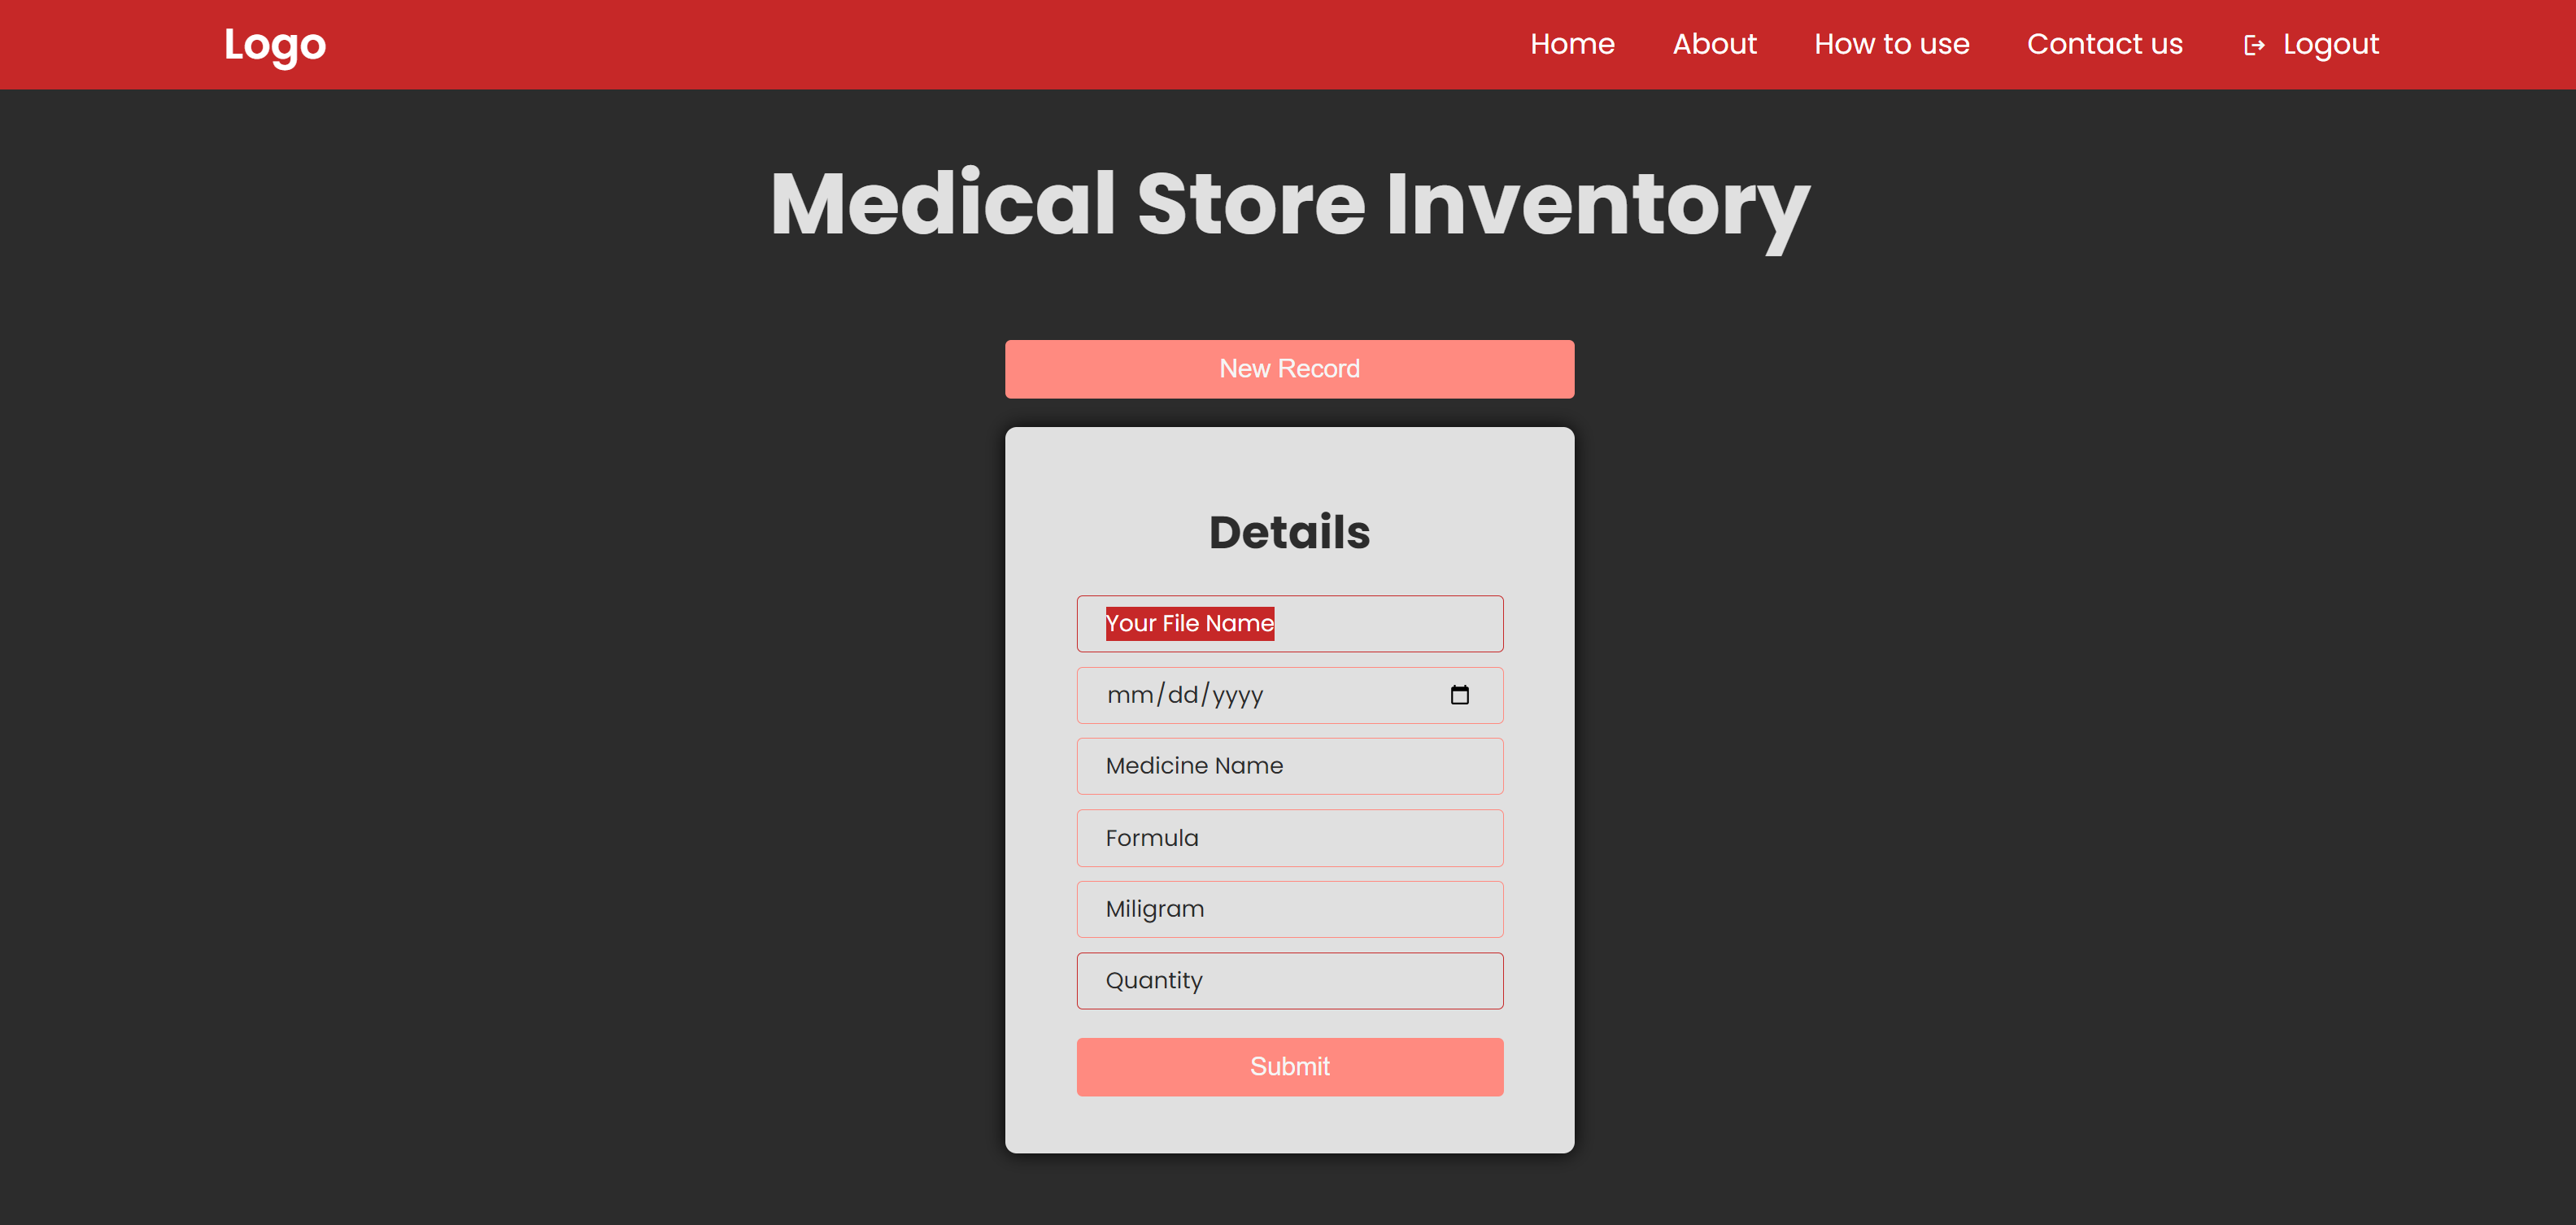 Logo
Home About How to use Contact us Logout
Medical Store Inventory
New Record
Details
Your File Name
mm/dd/yyyy
Medicine Name
Formula
Miligram
Quantity
Submit